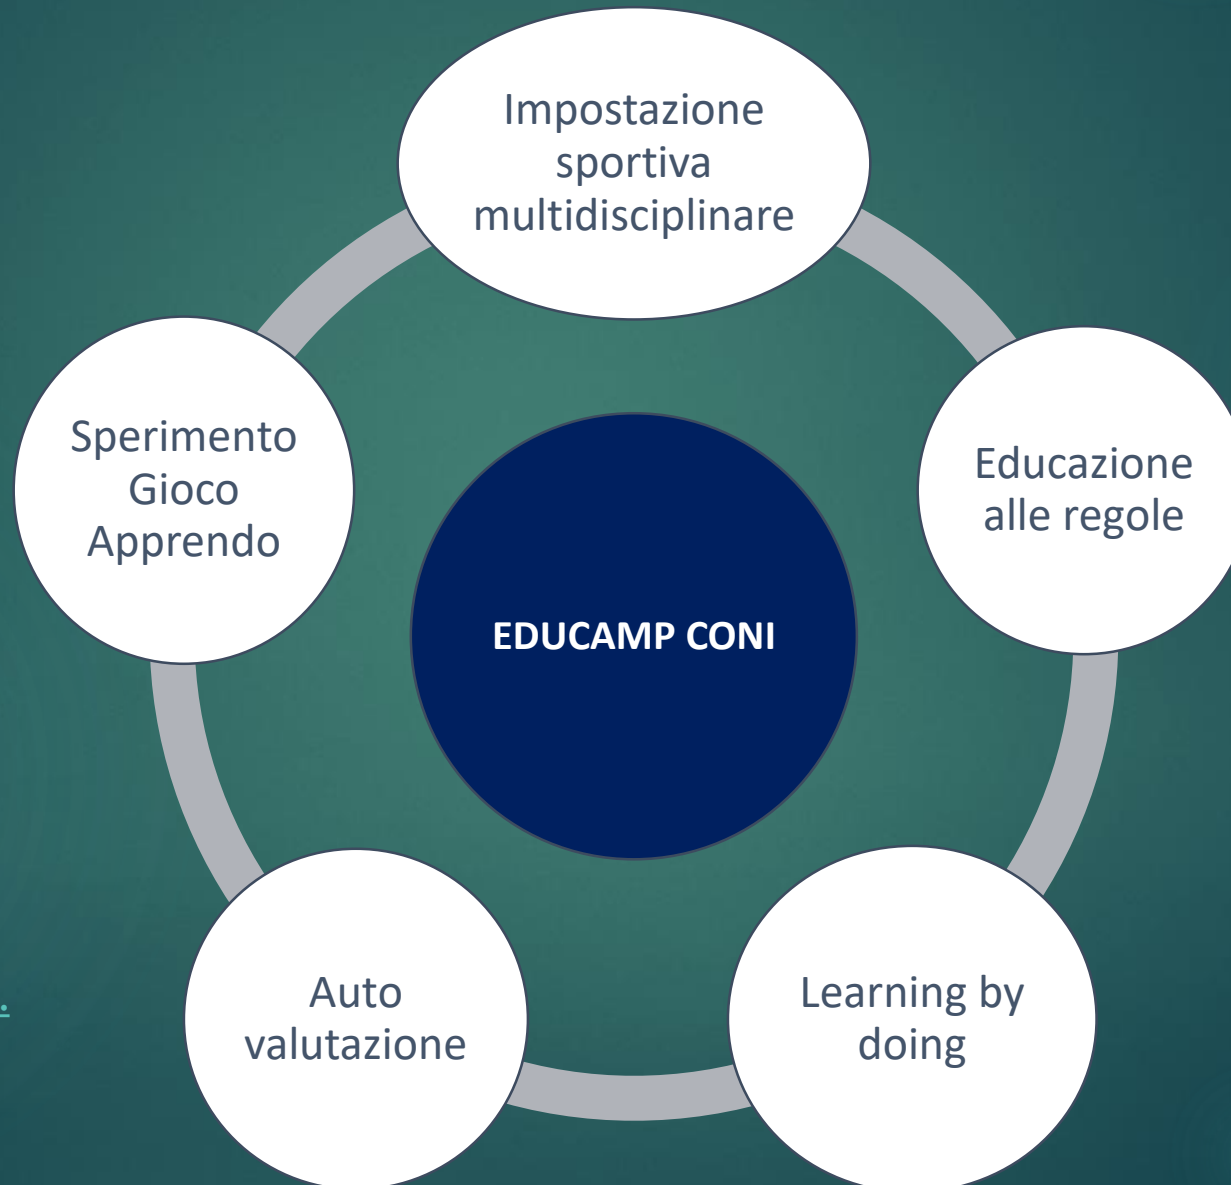 Impostazione
sportiva
multidisciplinare
Sperimento
Gioco
Apprendo
Educazione
alle regole
EDUCAMP CONI
Auto
valutazione
Learning by
doing
.